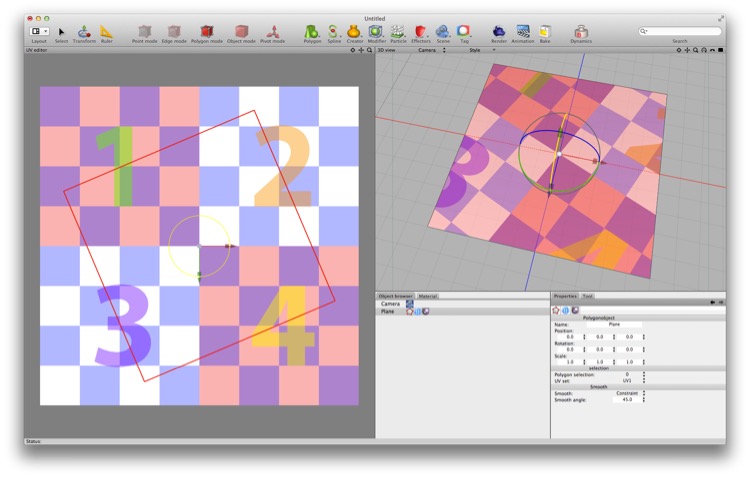 Untitled
Layout Select Transform Ruler Point mode Edge mode Polygon mode Object mode Pivot mode Polygon Spline Creator Modifier Particle Effectors Scene Tag Render Animation Bake Dynamics Search
UV editor
3D view Camera Style
1 2
3 4
3
Object browser Material
Camera
Plane
Properties Tool
Polygonobject
Name: Plane
Position:
0.0 0.0 0.0
Rotation:
0.0 0.0 0.0
Scale:
1.0 1.0 1.0
selection
Polygon selection: 0
UV set: UV1
Smooth
Smooth: Constraint
Smooth angle: 45.0
Status: